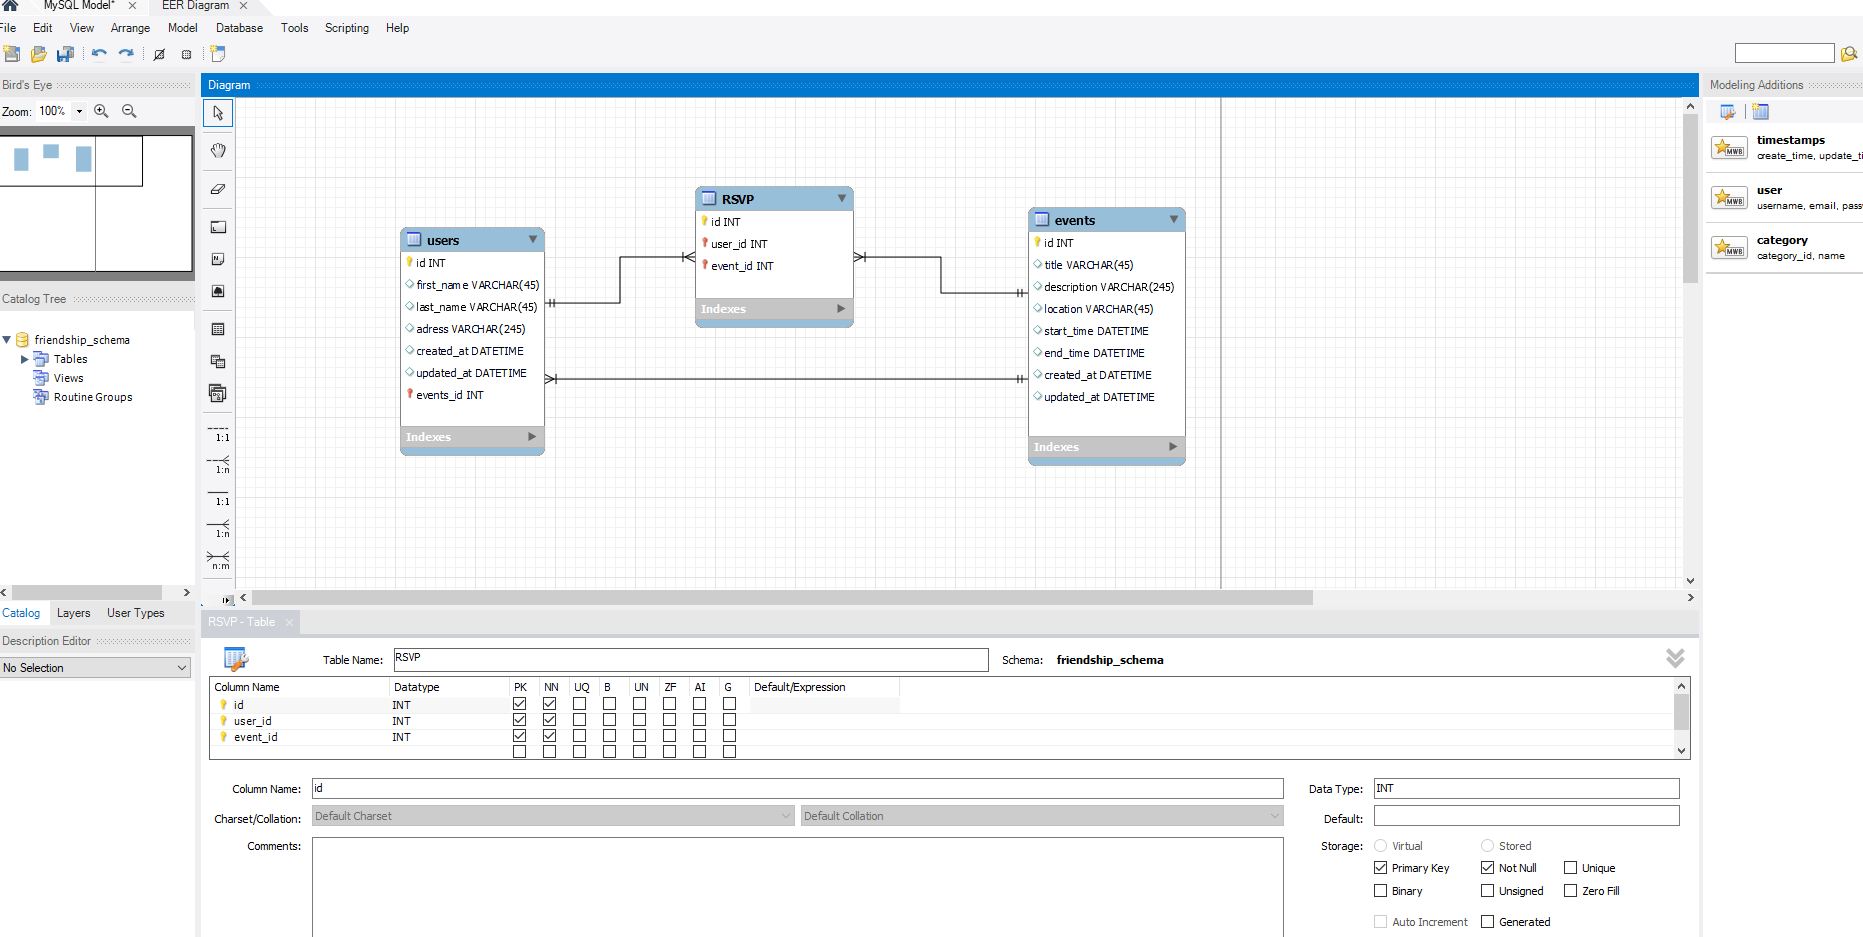 MySQL Model* EER Diagram
File Edit View Arrange Model Database Tools Scripting Help
Bird's Eye
Zoom: 100%
Catalog Tree
friendship_schema
Tables
Views
Routine Groups
Catalog Layers User Types
Description Editor
No Selection
Diagram
1:1
1:n
1:1
1:n
n:m
users
id INT
first_name VARCHAR(45)
last_name VARCHAR(45)
adress VARCHAR(245)
created_at DATETIME
updated_at DATETIME
events_id INT
Indexes
RSVP
id INT
user_id INT
event_id INT
Indexes
events
id INT
title VARCHAR(45)
description VARCHAR(245)
location VARCHAR(45)
start_time DATETIME
end_time DATETIME
created_at DATETIME
updated_at DATETIME
Indexes
Modeling Additions
MWB
timestamps
create_time, update_ti
MWB
user
username, email, pass
MWB
category
category_id, name
RSVP - Table
Table Name: RSVP Schema: friendship_schema
Column Name Datatype PK NN UQ B UN ZF AI G Default/Expression
id INT
user_id INT
event_id INT
Column Name: id Data Type: INT
Charset/Collation: Default Charset Default Collation Default:
Comments: Storage: Virtual Stored
Primary Key Not Null Unique
Binary Unsigned Zero Fill
Auto Increment Generated